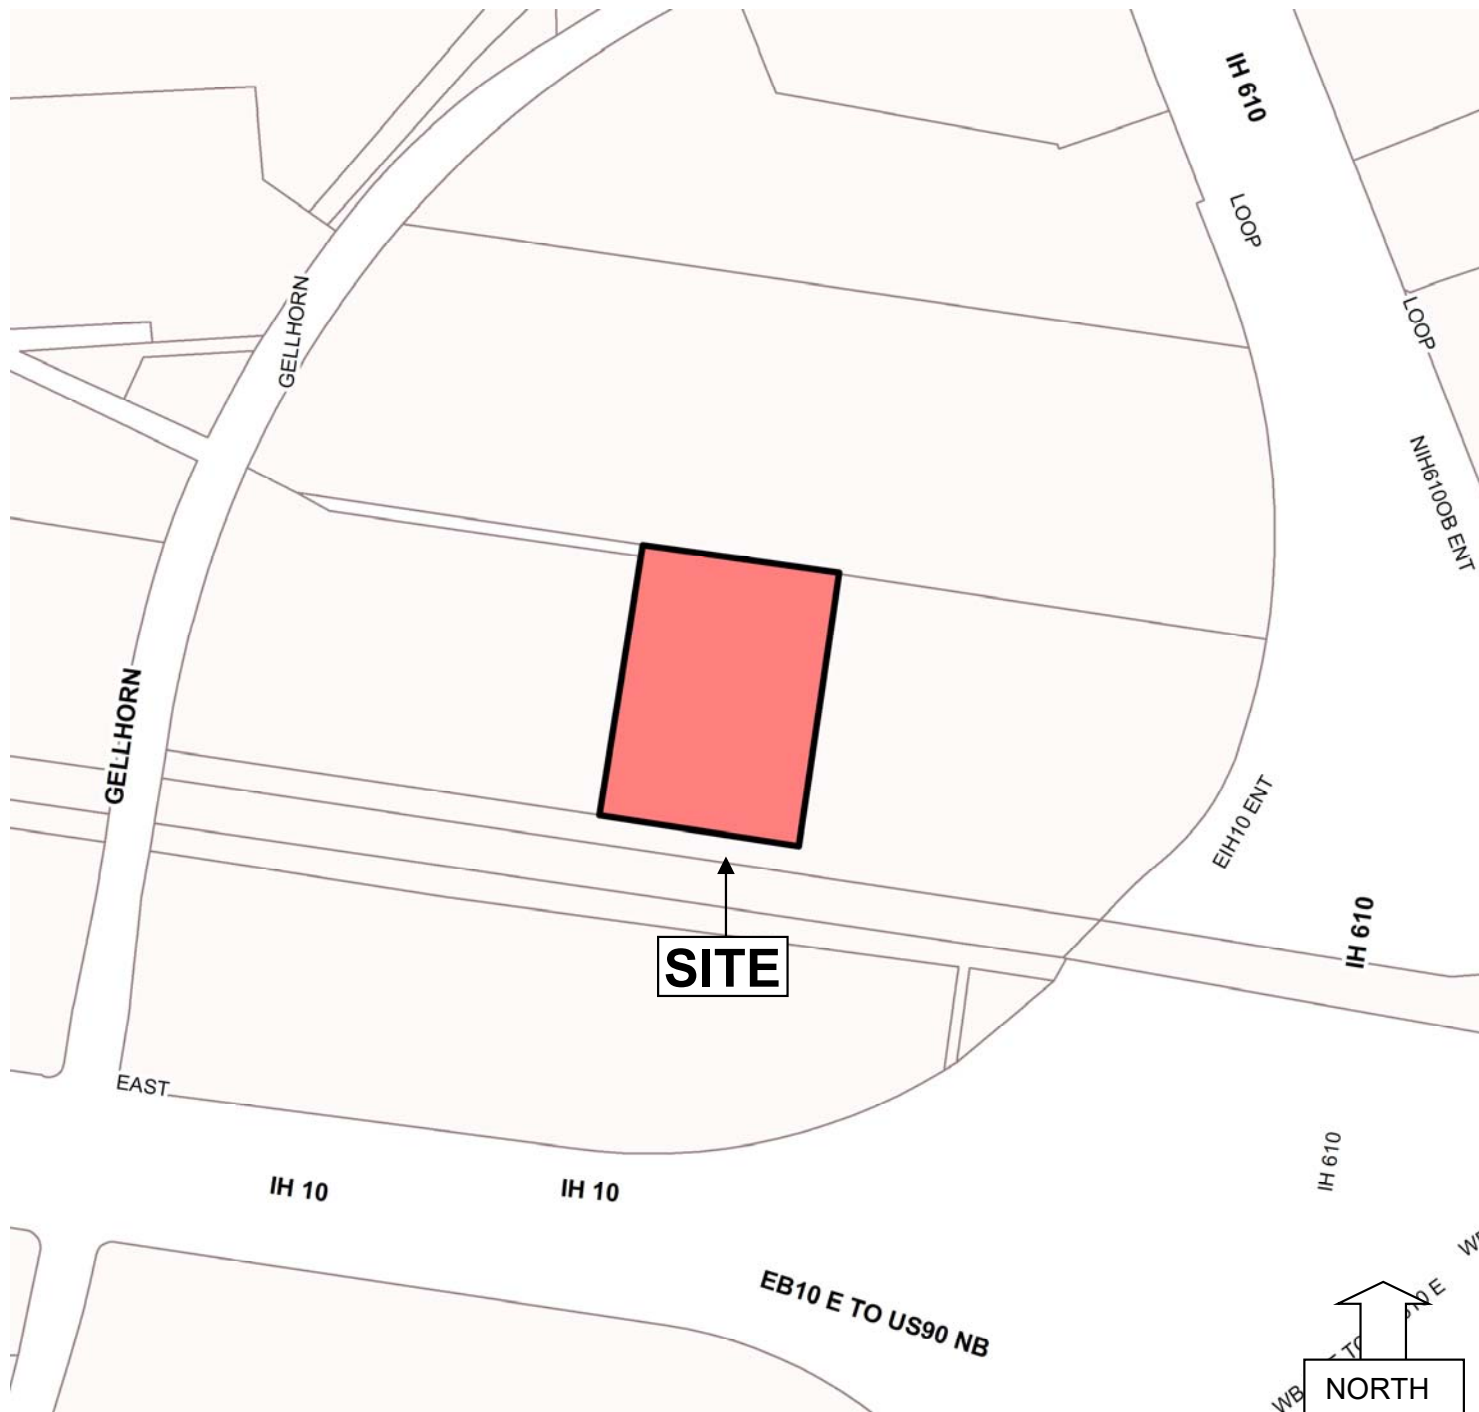 IH 610
LOOP
GELLHORN
LOOP
NIH610OB ENT
GELLHORN
EIH10 ENT
IH 610
SITE
EAST
IH 610
IH 10
IH 10
EB10 E TO US90 NB
NORTH